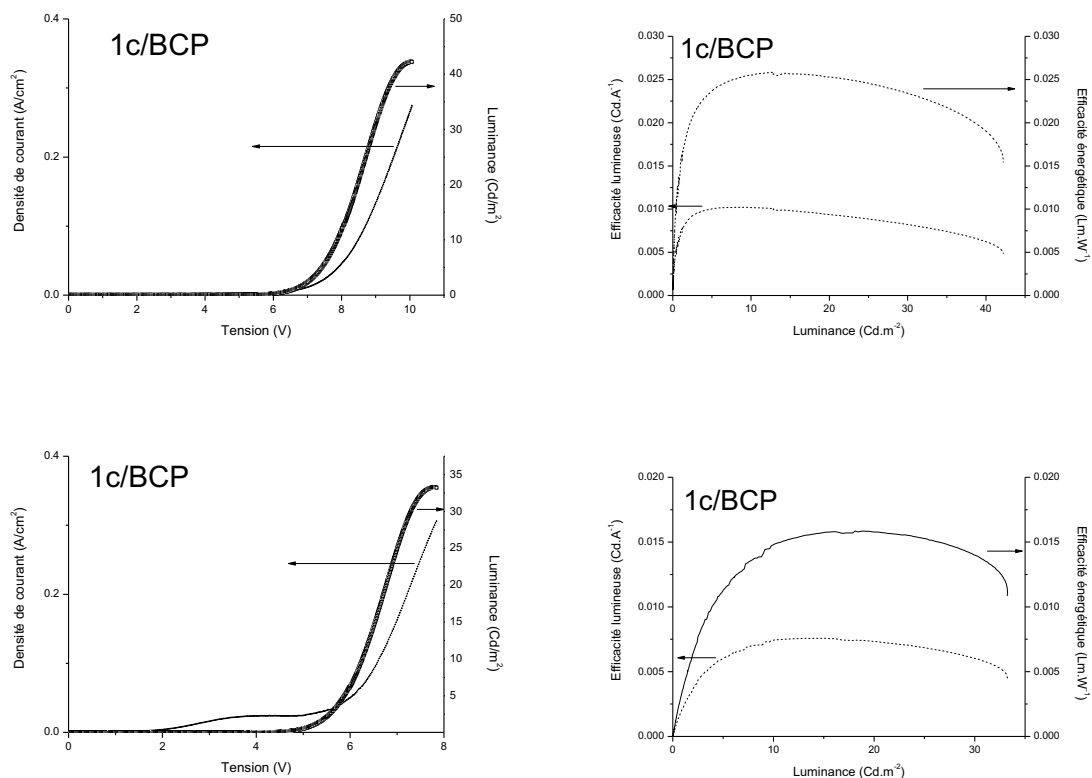 1c/BCP
Densité de courant (A/cm²)
0.4
0.2
0.0
0 2 4 6 8 10
Tension (V)
50
40
30
20
10
0
Luminance (Cd/m²)
1c/BCP
Efficacité lumineuse (Cd.A⁻¹)
0.030
0.025
0.020
0.015
0.010
0.005
0.000
0 10 20 30 40
Luminance (Cd.m⁻²)
0.030
0.025
0.020
0.015
0.010
0.005
0.000
Efficacité énergétique (Lm.W⁻¹)
1c/BCP
Densité de courant (A/cm²)
0.4
0.2
0.0
0 2 4 6 8
Tension (V)
35
30
25
20
15
10
5
0
Luminance (Cd/m²)
1c/BCP
Efficacité lumineuse (Cd.A⁻¹)
0.020
0.015
0.010
0.005
0.000
0 10 20 30
Luminance (Cd.m⁻²)
0.020
0.015
0.010
0.005
0.000
Efficacité énergétique (Lm.W⁻¹)